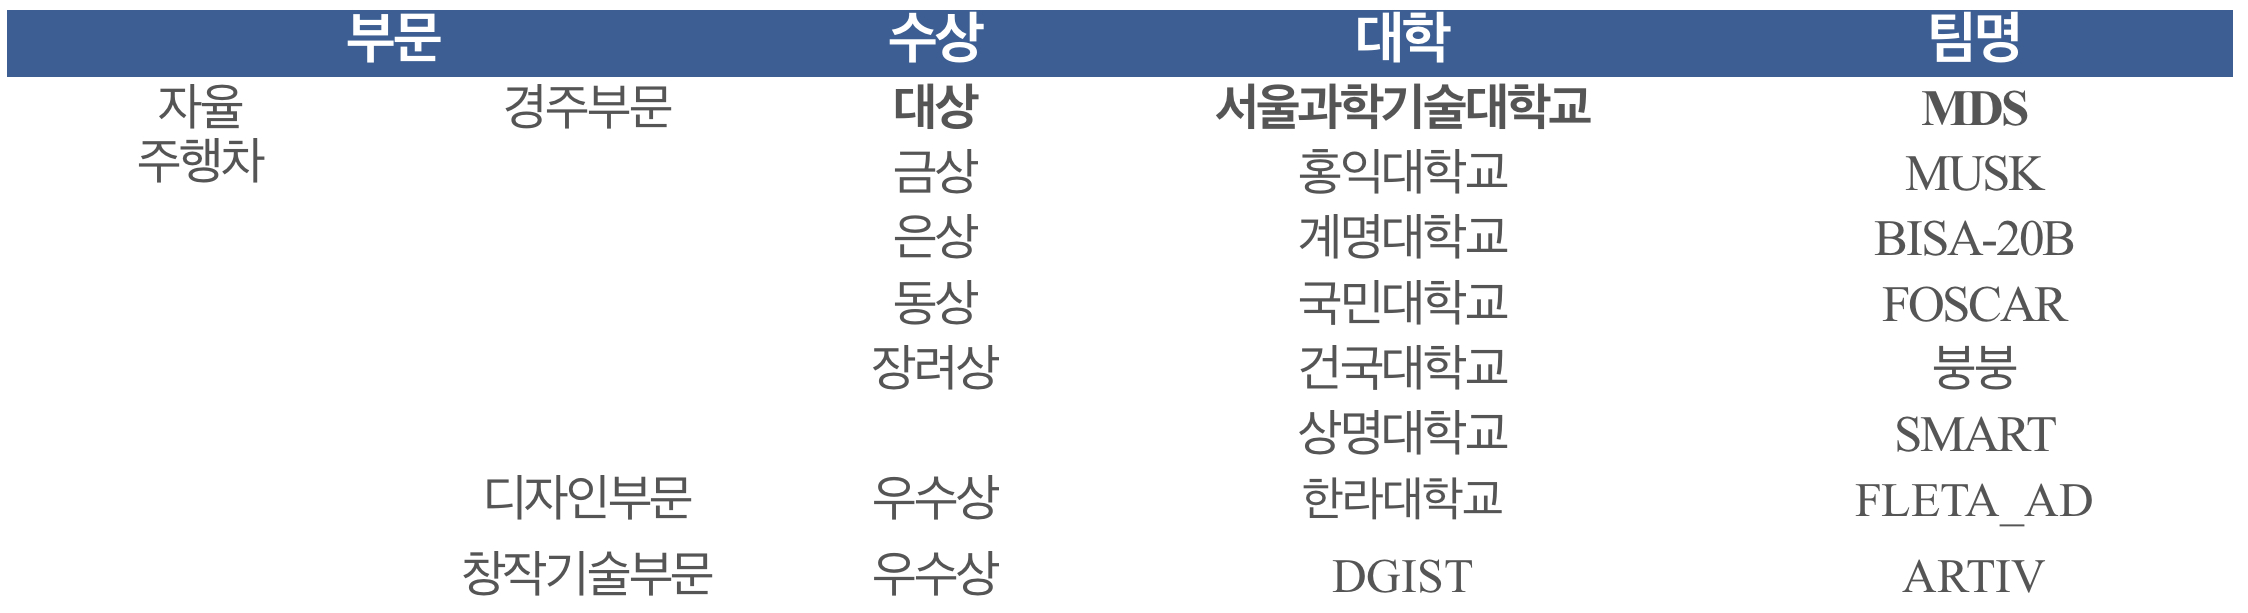 부문 수상 대학 팀명
자율 경주부문 대상 서울과학기술대학교 MDS
주행차
금상 홍익대학교 MUSK
은상 계명대학교 BISA-20B
동상 국민대학교 FOSCAR
장려상 건국대학교 붕붕
상명대학교 SMART
디자인부문 우수상 한라대학교 FLETA_AD
창작기술부문 우수상 DGIST ARTIV